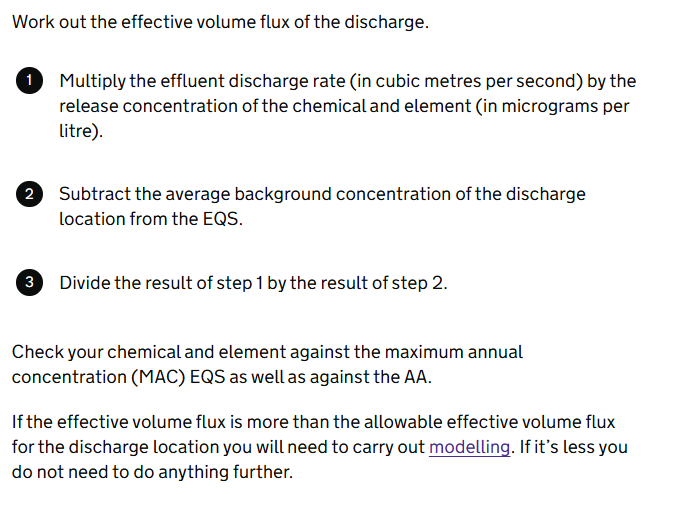 Work out the effective volume flux of the discharge.
1 Multiply the effluent discharge rate (in cubic metres per second) by the
release concentration of the chemical and element (in micrograms per
litre).
2 Subtract the average background concentration of the discharge
location from the EQS.
3 Divide the result of step 1 by the result of step 2.
Check your chemical and element against the maximum annual
concentration (MAC) EQS as well as against the AA.
If the effective volume flux is more than the allowable effective volume flux
for the discharge location you will need to carry out modelling. If it’s less you
do not need to do anything further.